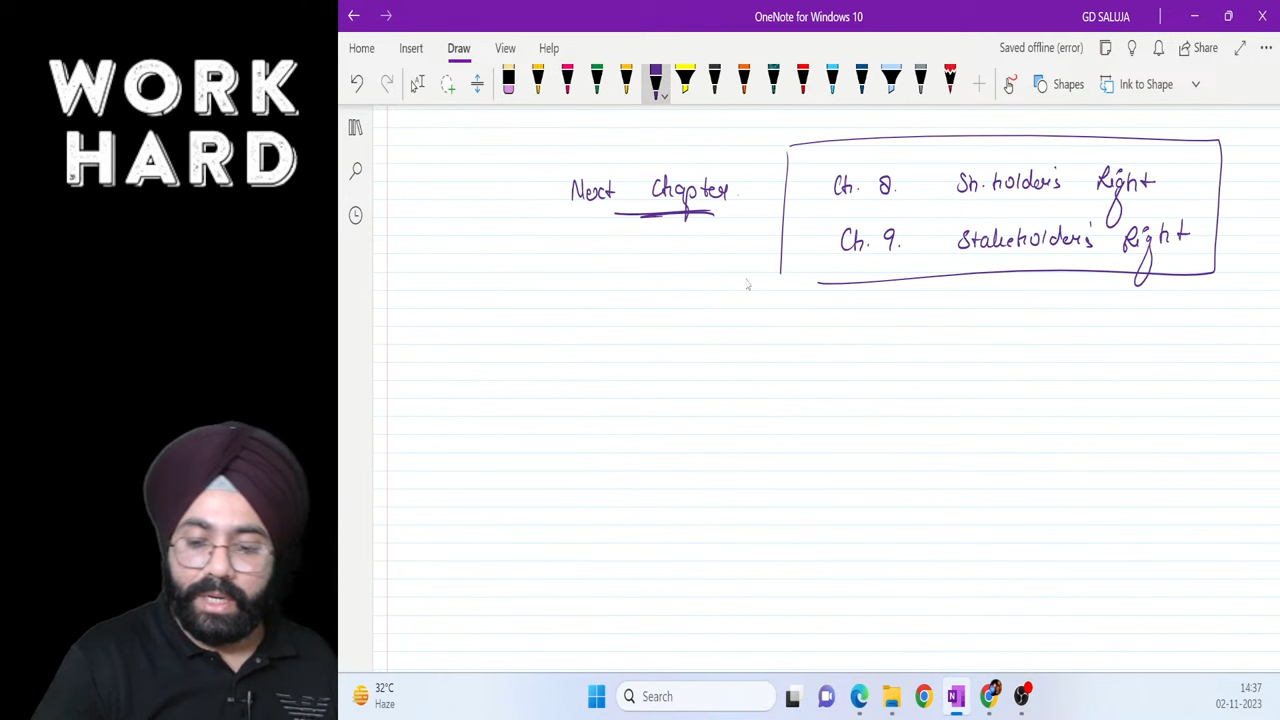 WORK
HARD
OneNote for Windows 10
GD SALUJA
Home
Insert
Draw
View
Help
Saved offline (error)
Share
Shapes
Ink to Shape
Next Chapter
Ch. 8. Sh. holder's Right
Ch. 9. Stakeholder's Right
32°C
Haze
Search
14:37
02-11-2023